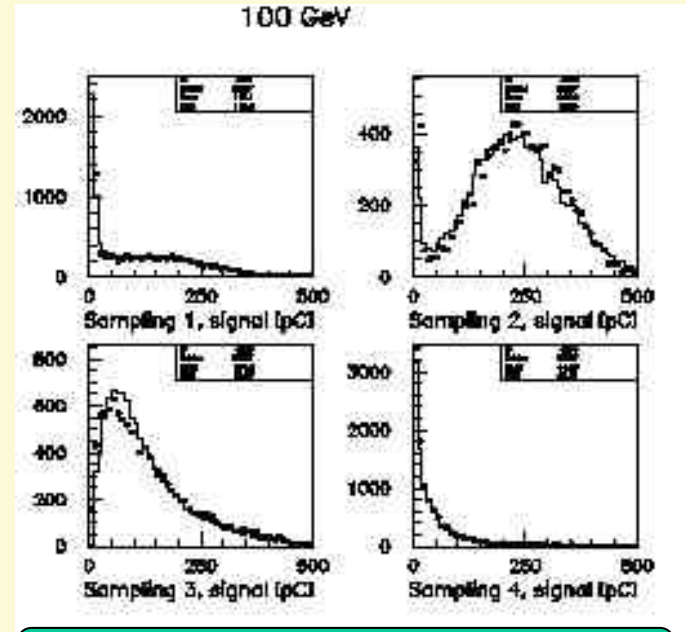 100 GeV
2000
1000
0
0 250 500
Sampling 1, signal (pC)
400
200
0
0 250 500
Sampling 2, signal (pC)
800
600
400
200
0
0 250 500
Sampling 3, signal (pC)
3000
2000
1000
0
0 250 500
Sampling 4, signal (pC)